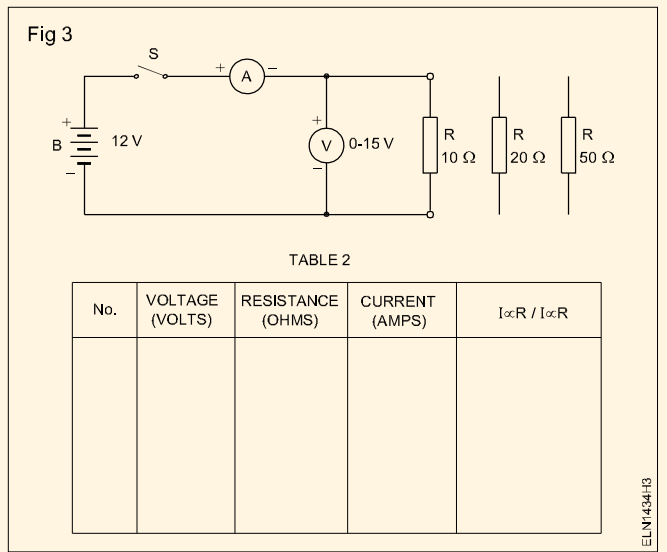 Fig 3
S
+ A –
+
B 12 V
–
+
V 0-15 V
–
R
10 Ω
R
20 Ω
R
50 Ω
TABLE 2
No.
VOLTAGE
(VOLTS)
RESISTANCE
(OHMS)
CURRENT
(AMPS)
I∝R / I∝R
ELN1434H3